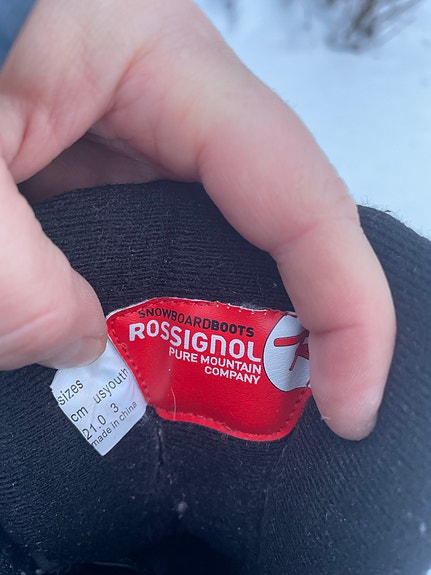 SNOWBOARDBOOTS
ROSSIGNOL
PURE MOUNTAIN
COMPANY
sizes
cm usyouth
21.0 3
made in china